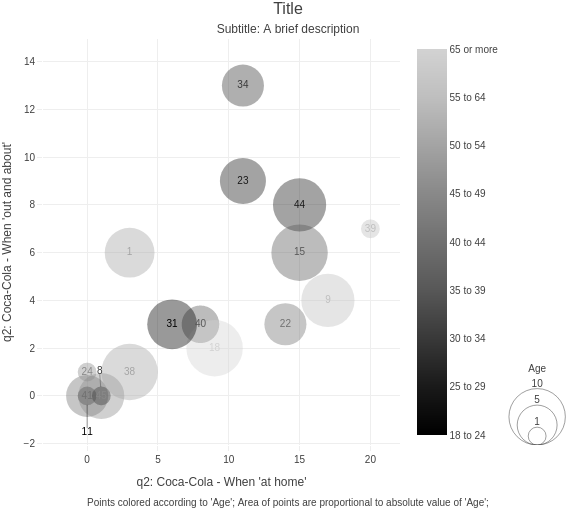 Title
Subtitle: A brief description
q2: Coca-Cola - When 'out and about'
14
12
10
8
6
4
2
0
−2
34
23
44
39
1
15
9
31
40
22
18
24
8
38
11
0
5
10
15
20
q2: Coca-Cola - When 'at home'
65 or more
55 to 64
50 to 54
45 to 49
40 to 44
35 to 39
30 to 34
25 to 29
18 to 24
Age
10
5
1
Points colored according to 'Age'; Area of points are proportional to absolute value of 'Age';